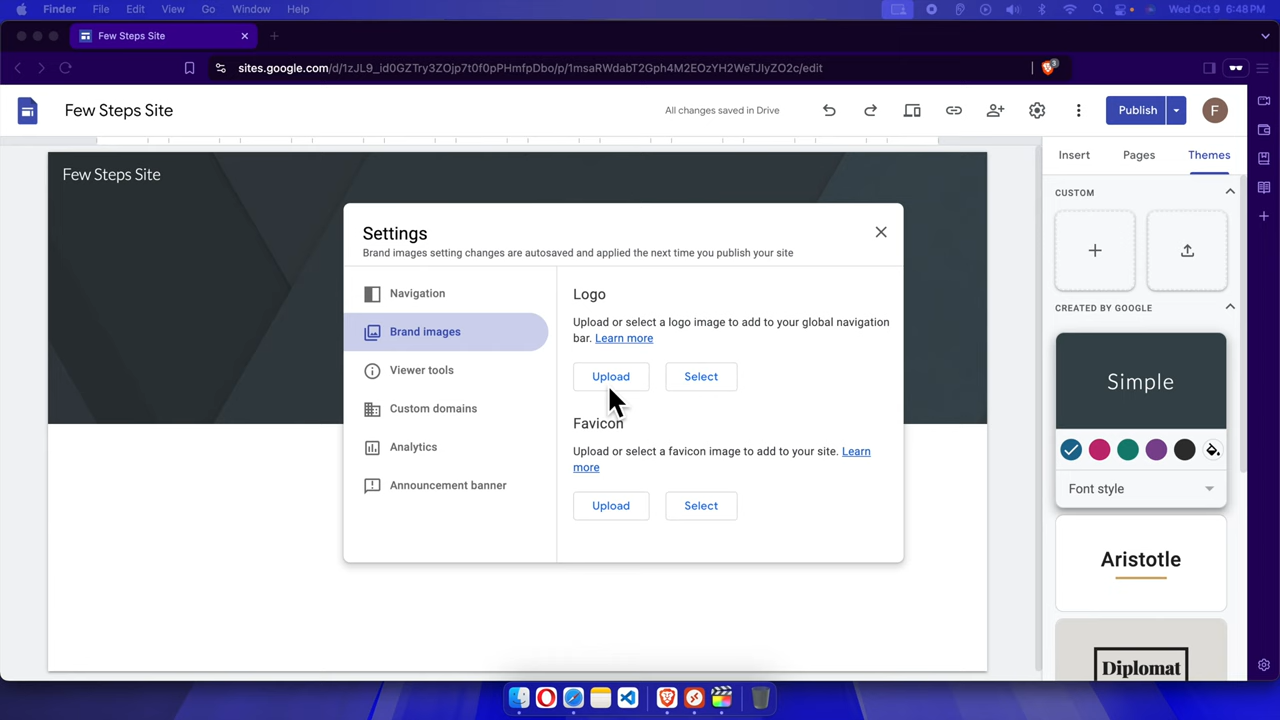 Finder File Edit View Go Window Help Wed Oct 9 6:48 PM
Few Steps Site
sites.google.com/d/1zJL9_id0GZTry3ZOjp7t0f0pPHmfpDbo/p/1msaRWdabT2Gph4M2EOzYH2WeTJIyZO2c/edit
3
Few Steps Site
All changes saved in Drive
Publish
F
Insert Pages Themes
Few Steps Site
CUSTOM
CREATED BY GOOGLE
Simple
Font style
Aristotle
Diplomat
Settings
Brand images setting changes are autosaved and applied the next time you publish your site
Navigation
Brand images
Viewer tools
Custom domains
Analytics
Announcement banner
Logo
Upload or select a logo image to add to your global navigation
bar. Learn more
Upload Select
Favicon
Upload or select a favicon image to add to your site. Learn
more
Upload Select